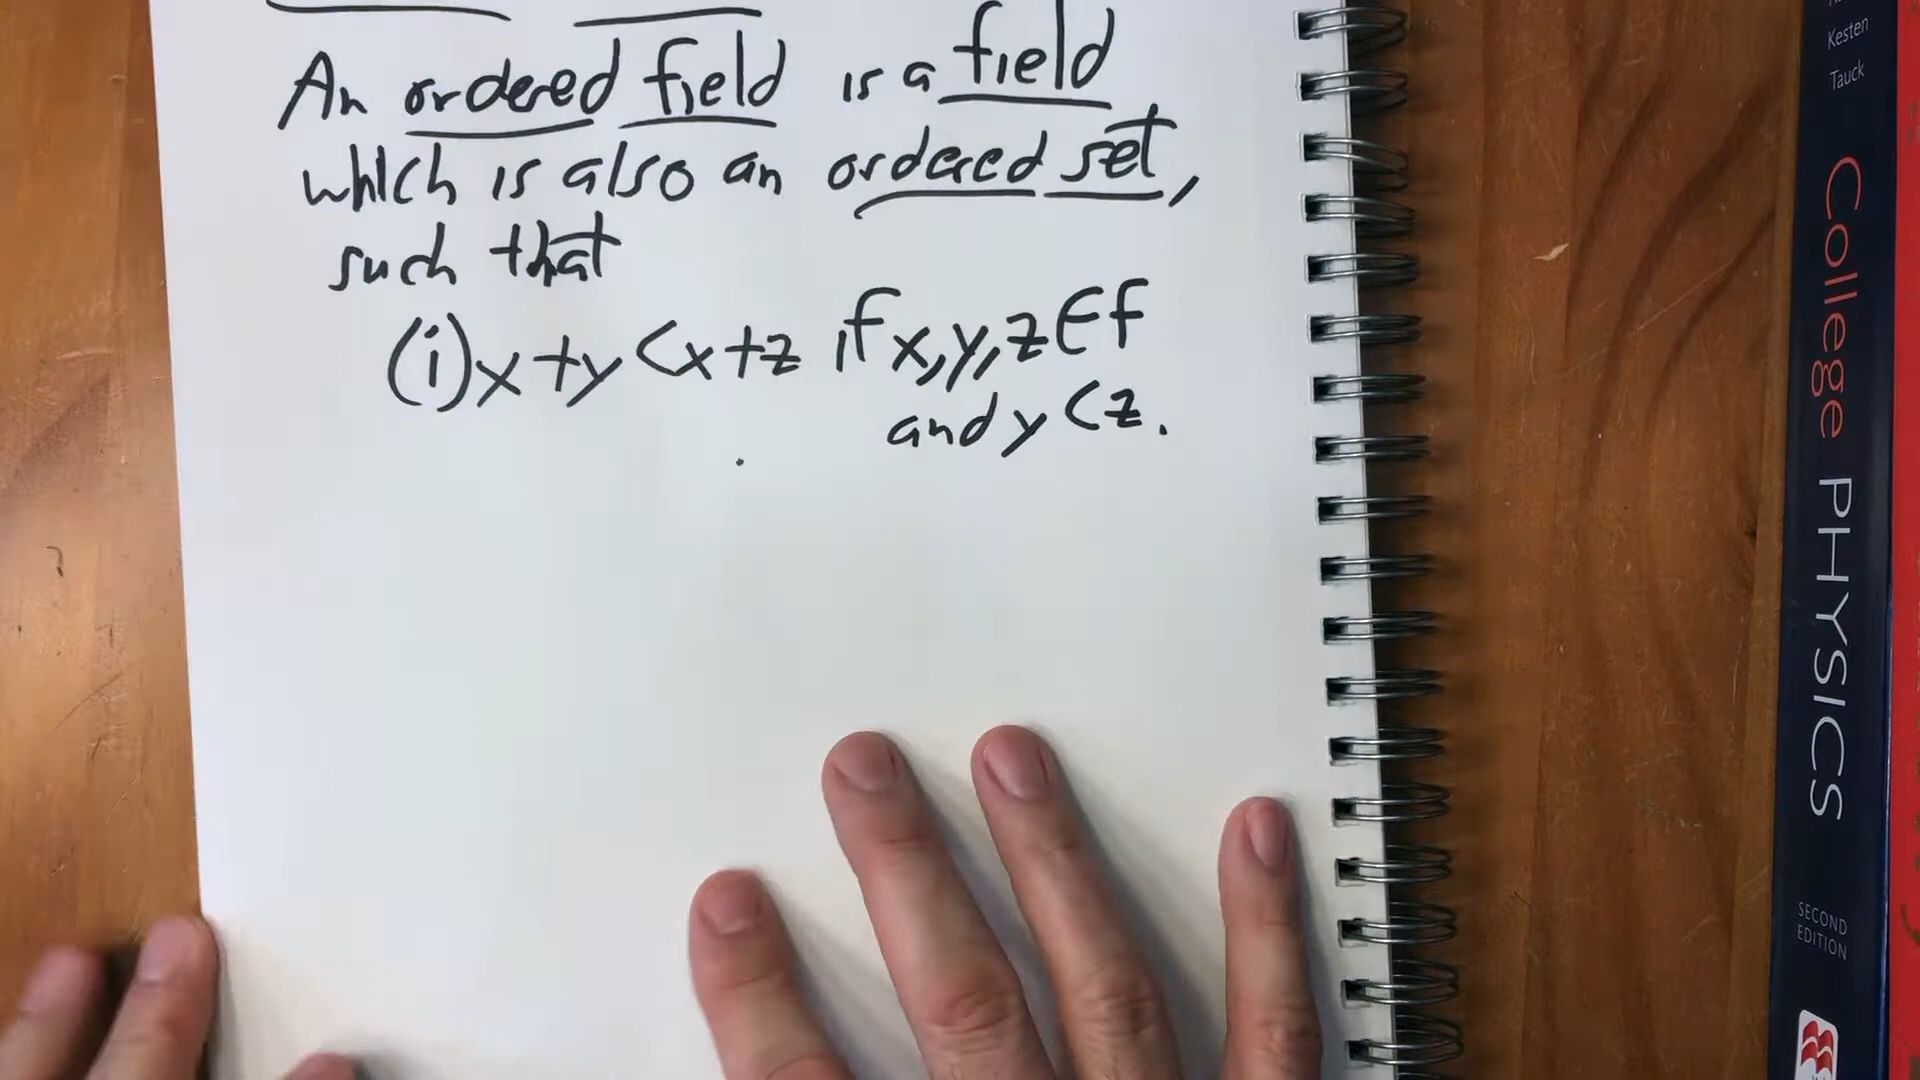 An ordered field is a field
which is also an ordered set,
such that
(i) x+y < x+z if x,y,z ∈ F
and y < z.
Kesten
Tauck
College PHYSICS
SECOND
EDITION